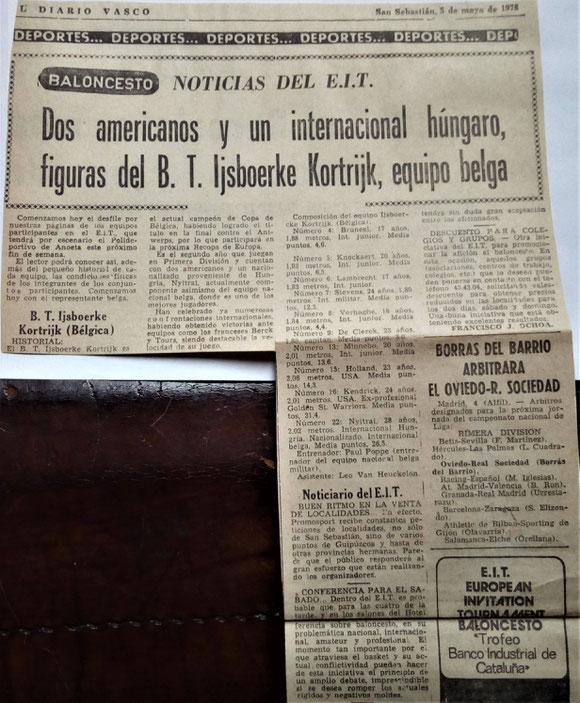 L DIARIO VASCO
San Sebastián, 5 de mayo de 1978
DEPORTES... DEPORTES... DEPORTES... DEPORTES... DEPORTES... DEP
BALONCESTO NOTICIAS DEL E.I.T.
Dos americanos y un internacional húngaro,
figuras del B. T. Ijsboerke Kortrijk, equipo belga
Comenzamos hoy el desfile por
nuestra páginas de los equipos
participantes en el E.I.T., que
tendrá por escenario el Polide-
portivo de Anoeta este próximo
fin de semana.
El lector podrá conocer así, ade-
más del pequeño historial de ca-
da equipo, las condiciones físicas
de los integrantes de los conjun-
tos participantes. Comenzamos
hoy con el representante belga.
B. T. Ijsboerke
Kortrijk (Bélgica)
HISTORIAL:
El B. T. Ijsboerke Kortrijk es
el actual campeón de Copa de
Bélgica, habiendo logrado el títu-
lo en la final contra el Ant-
werps, por lo que participará en
la próxima Recopa de Europa.
Es el segundo año que juegan
en Primera División y cuentan
con dos americanos y un nacio-
nalizado proveniente de Hun-
gría, Nyitrai, actualmente com-
ponente asimismo del equipo na-
cional belga, donde es uno de los
mejores jugadores.
Han celebrado ya numerosas
confrontaciones internacionales,
habiendo obtenido victorias ante
equipos como los franceses Berck
y Tours, siendo destacable la ve-
locidad de su juego.
Composición del equipo Ijsboer-
ke Kortrijk (Bélgica):
Número 4: Brunel, 17 años,
1,88 metros, Int. junior. Media
puntos, 4,6.
Número 5: Knockaert, 20 años,
1,83 metros. Int. junior. Media
Número 6: Lambrecht, 17 años,
1,83 metros, Int. junior.
Número 7: Stevens, 24 años, 1,89
metros. Int. militar. Media pun-
tos, 12,3.
Número 8: Vernache, 18 años,
1,92 metros, Int. junior. Media
puntos, 4,4
Número 9: De Clerck, 23 años,
Número 12: Minneboo, 20 años,
2,01 metros, Int. junior. Media
puntos, 13,6.
Número 15: Holland, 23 años,
2,06 metros, USA. Media pun-
tos, 14,3.
Número 16: Kendrick, 24 años,
2,01 metros, USA. Ex-profesional
Golden St. Warriors. Media pun-
tos, 31,4.
Número 22: Nyitrai, 28 años,
2,02 metros. Internacional Hun-
gría. Nacionalizado. Internacional
belga. Media puntos, 26,5.
Entrenador: Paul Poppe (entre-
nador del equipo nacional belga
militar).
Asistente: Leo Van Heuckelon.
Noticiario del E.I.T.
BUEN RITMO EN LA VENTA
DE LOCALIDADES.— En efecto,
Promosport recibe constantes pe-
ticiones de localidades, no sólo
de San Sebastián, sino de varios
puntos de Guipúzcoa y hasta de
otras provincias hermanas. Pare-
ce que el público responderá al
gran esfuerzo que están realizan-
do los organizadores.
CONFERENCIA PARA EL SA-
BADO.— Dentro del E.I.T. es pro-
bable que para las cuatro de la
tarde, y en los salones del Hotel
ferencia sobre baloncesto, en su
problemática nacional, internacio-
nal, amateur y profesional. El
momento tan importante por el
que atraviesa el basket y su ac-
tual conflictividad pueden hacer
de esta iniciativa el principio de
un amplio debate, imprescindible
si se desea romper los actuales
rígidos y negativos moldes.
tendrá sin duda gran aceptación
entre los aficionados.
DESCUENTO PARA COLE-
GIOS Y GRUPOS.— Otra ini-
ciativa del E.I.T. para promocio-
nar la afición al baloncesto. En
esta ocasión, aquellos grupos
asociaciones, centros de trabajo,
colegios, etc. que lo deseen pue-
den ponerse en contacto con el te-
léfono 43.43.06, solicitando este
descuento para obtener precios
reducidos en las localidades para
los dos días, sábado y domingo.
Una buena iniciativa que está ob-
teniendo excelentes resultados.
FRANCISCO J. OCHOA.
BORRAS DEL BARRIO
ARBITRARA
EL OVIEDO-R. SOCIEDAD
Madrid, 4 (Alfil). — Arbitros
designados para la próxima jor-
nada del campeonato nacional de
Liga:
RIMERA DIVISION
Betis-Sevilla (F. Martínez).
Hércules-Las Palmas (L. Cuadra-
do).
Oviedo-Real Sociedad (Borrás
del Barrio).
Racing-Español (M. Iglesias).
At. Madrid-Valencia (B. Ron).
Granada-Real Madrid (Urresta-
razu).
Barcelona-Zaragoza (S. Elizon-
do).
Athletic de Bilbao-Sporting de
Gijón (Olavarría).
Salamanca-Elche (Orellana).
E.I.T.
EUROPEAN
INVITATION
TOURNAMENT
BALONCESTO
"Trofeo
Banco Industrial de
Cataluña"